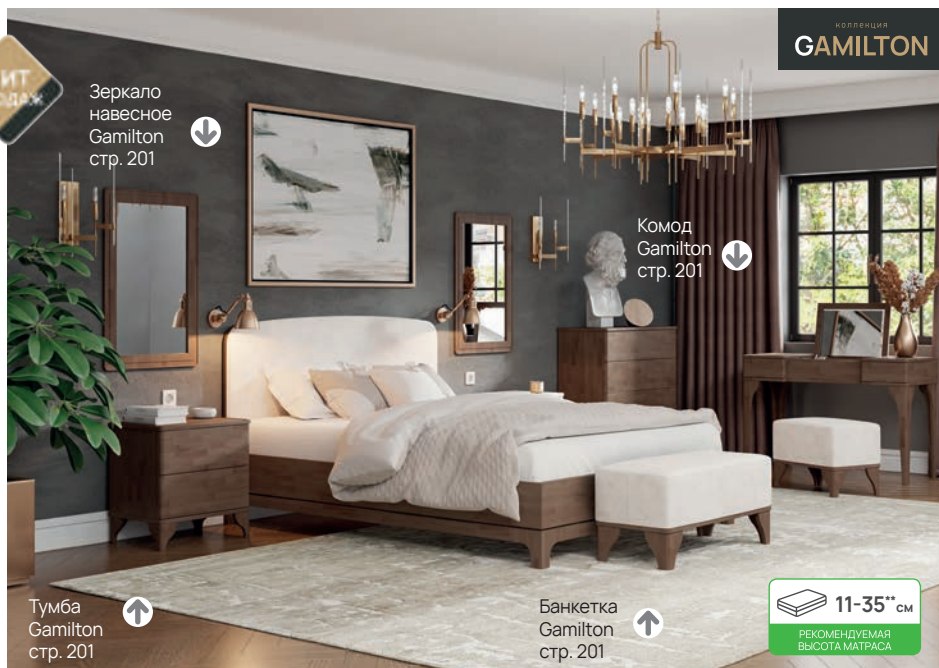 коллекция
GAMILTON
ИТ
Зеркало
навесное
Gamilton
стр. 201
Комод
Gamilton
стр. 201
Тумба
Gamilton
стр. 201
Банкетка
Gamilton
стр. 201
11-35** см
РЕКОМЕНДУЕМАЯ
ВЫСОТА МАТРАСА